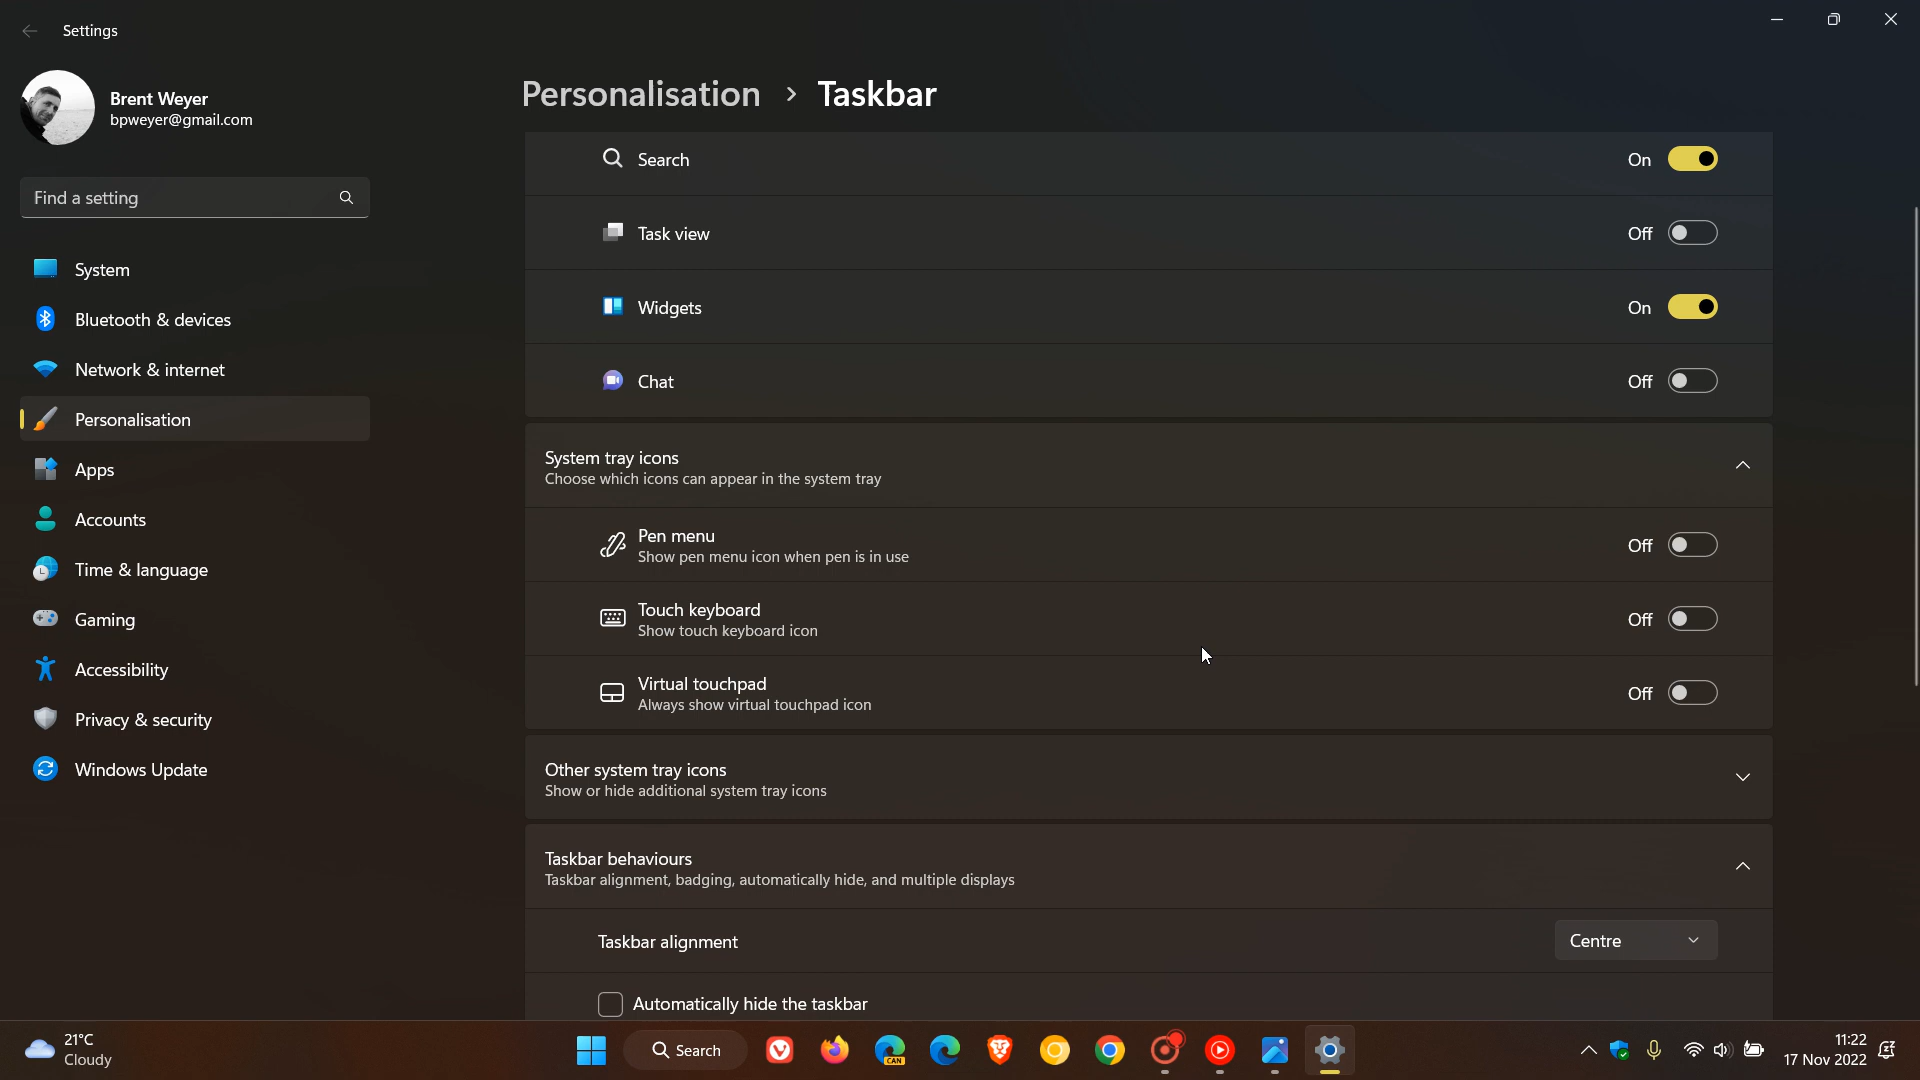 Settings
Brent Weyer
bpweyer@gmail.com
Find a setting
System
Bluetooth & devices
Network & internet
Personalisation
Apps
Accounts
Time & language
Gaming
Accessibility
Privacy & security
Windows Update
Personalisation > Taskbar
Search On
Task view Off
Widgets On
Chat Off
System tray icons
Choose which icons can appear in the system tray
Pen menu
Show pen menu icon when pen is in use
Off
Touch keyboard
Show touch keyboard icon
Off
Virtual touchpad
Always show virtual touchpad icon
Off
Other system tray icons
Show or hide additional system tray icons
Taskbar behaviours
Taskbar alignment, badging, automatically hide, and multiple displays
Taskbar alignment Centre
Automatically hide the taskbar
21°C
Cloudy
Search
CAN
11:22
17 Nov 2022